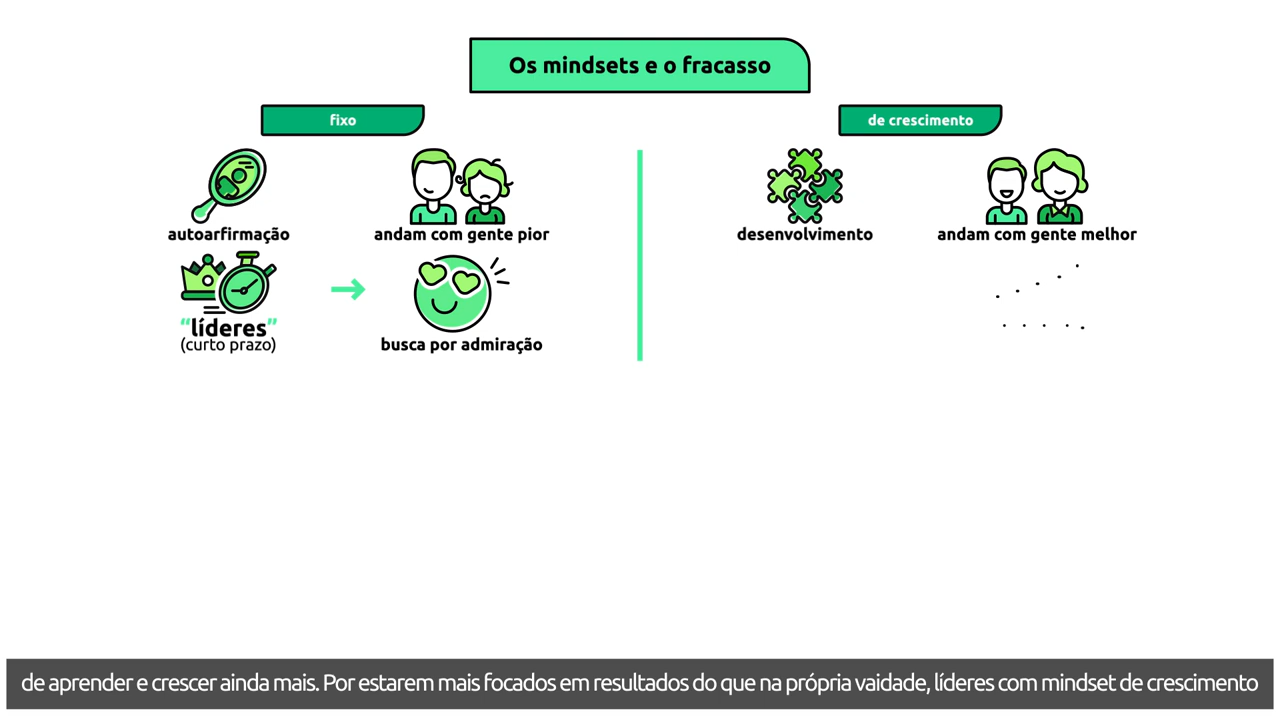 Os mindsets e o fracasso
fixo
de crescimento
autoarfirmação
andam com gente pior
desenvolvimento
andam com gente melhor
“líderes”
(curto prazo)
busca por admiração
de aprender e crescer ainda mais. Por estarem mais focados em resultados do que na própria vaidade, líderes com mindset de crescimento